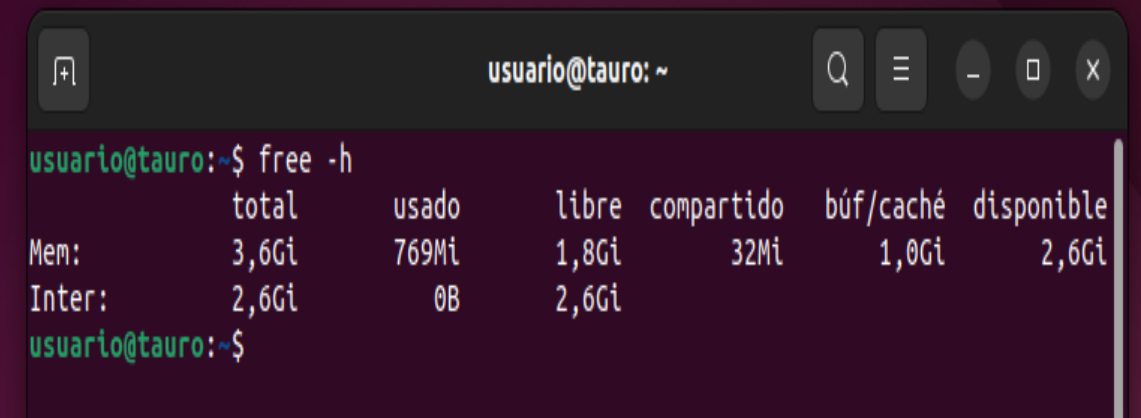 usuario@tauro: ~
usuario@tauro:~$ free -h
total usado libre compartido búf/caché disponible
Mem: 3,6Gi 769Mi 1,8Gi 32Mi 1,0Gi 2,6Gi
Inter: 2,6Gi 0B 2,6Gi
usuario@tauro:~$